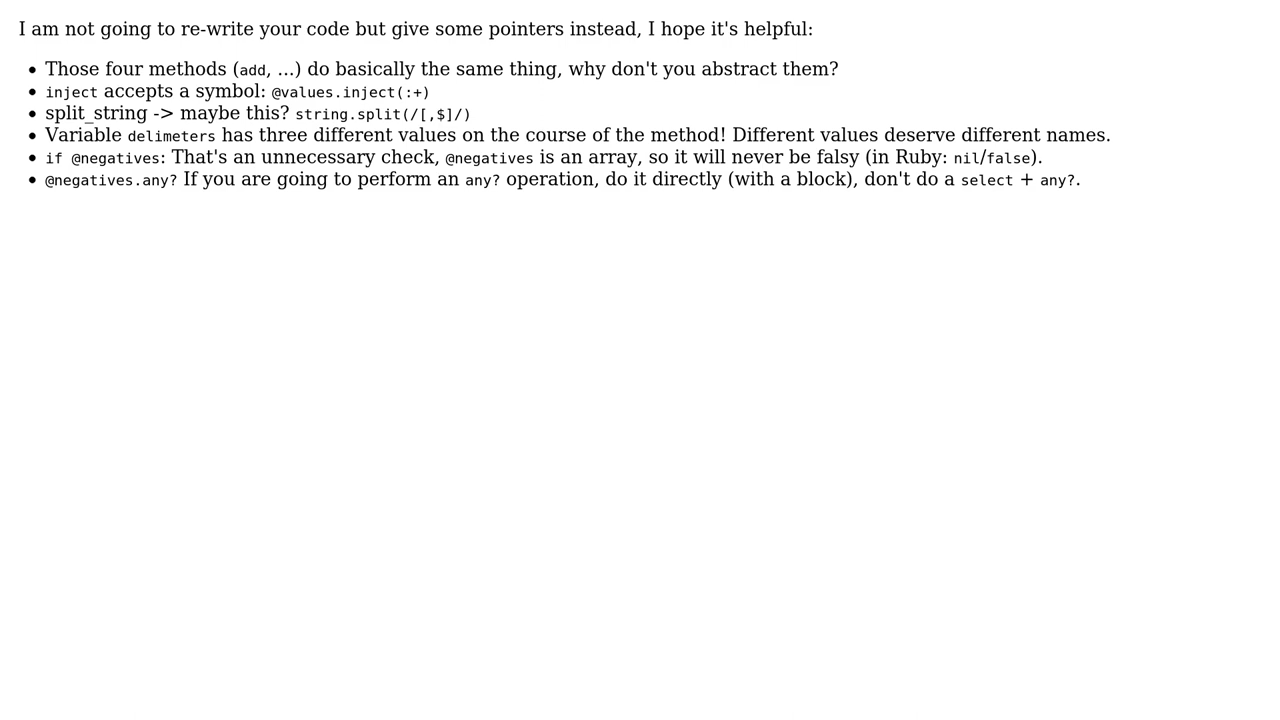 I am not going to re-write your code but give some pointers instead, I hope it's helpful:
• Those four methods (add, ...) do basically the same thing, why don't you abstract them?
• inject accepts a symbol: @values.inject(:+)
• split_string -> maybe this? string.split(/[,$]/)
• Variable delimeters has three different values on the course of the method! Different values deserve different names.
• if @negatives: That's an unnecessary check, @negatives is an array, so it will never be falsy (in Ruby: nil/false).
• @negatives.any? If you are going to perform an any? operation, do it directly (with a block), don't do a select + any?.